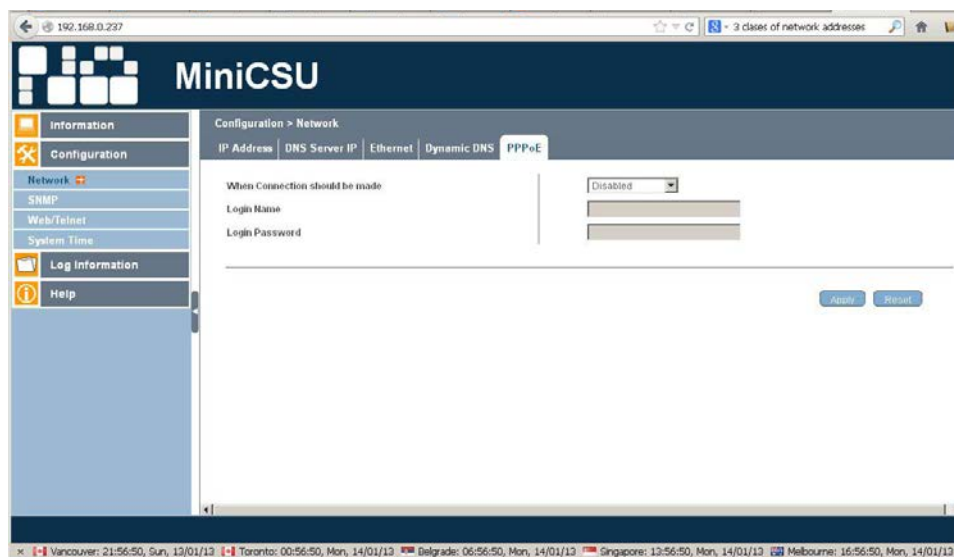 192.168.0.237
3 clases of network addresses
MiniCSU
Information
Configuration
Network
SNMP
Web/Telnet
System Time
Log Information
Help
Configuration > Network
IP Address
DNS Server IP
Ethernet
Dynamic DNS
PPPoE
When Connection should be made
Disabled
Login Name
Login Password
Apply
Reset
Vancouver: 21:56:50, Sun, 13/01/13
Toronto: 00:56:50, Mon, 14/01/13
Belgrade: 06:56:50, Mon, 14/01/13
Singapore: 13:56:50, Mon, 14/01/13
Melbourne: 16:56:50, Mon, 14/01/13